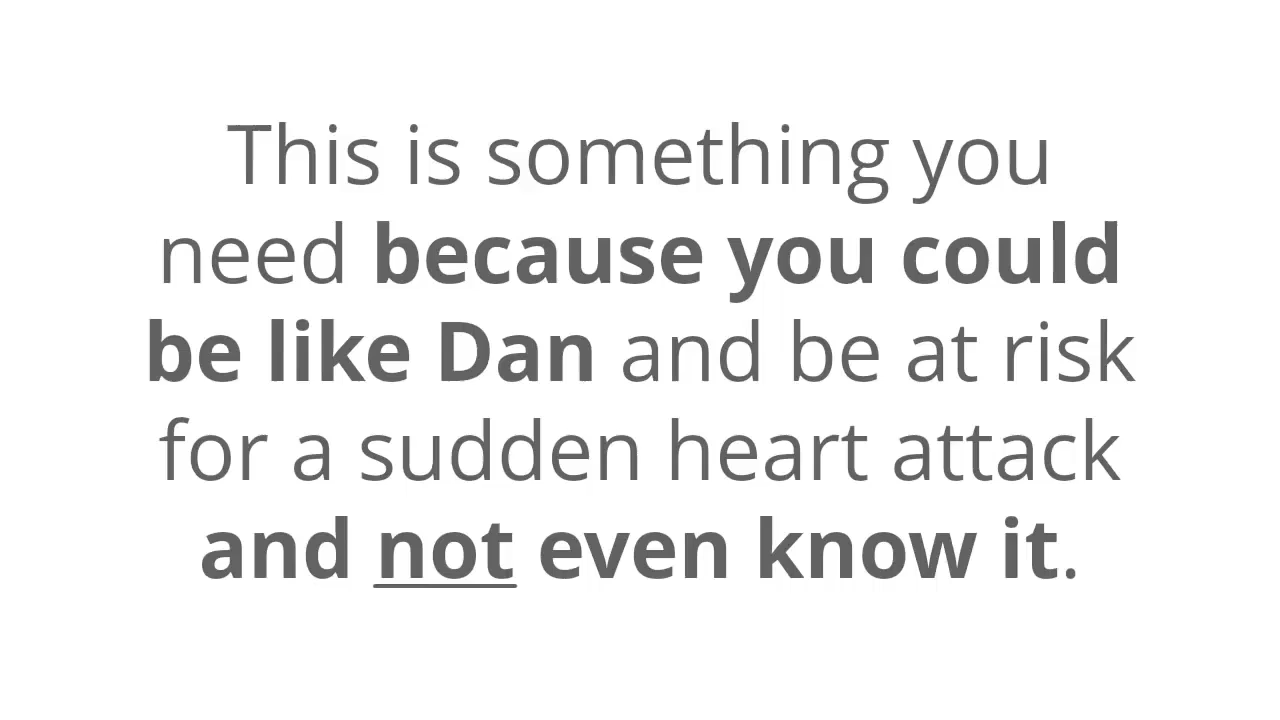 This is something you
need because you could
be like Dan and be at risk
for a sudden heart attack
and not even know it.